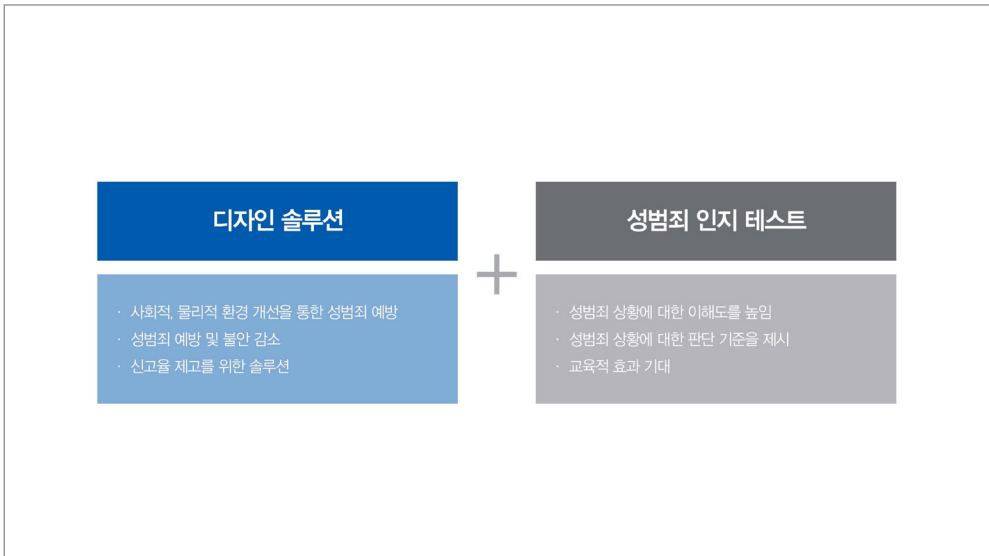 디자인 솔루션
· 사회적, 물리적 환경 개선을 통한 성범죄 예방
· 성범죄 예방 및 불안 감소
· 신고율 제고를 위한 솔루션
+
성범죄 인지 테스트
· 성범죄 상황에 대한 이해도를 높임
· 성범죄 상황에 대한 판단 기준을 제시
· 교육적 효과 기대